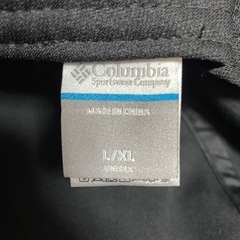 Columbia
Sportswear Company
MADE IN CHINA
L/XL
UNISEX